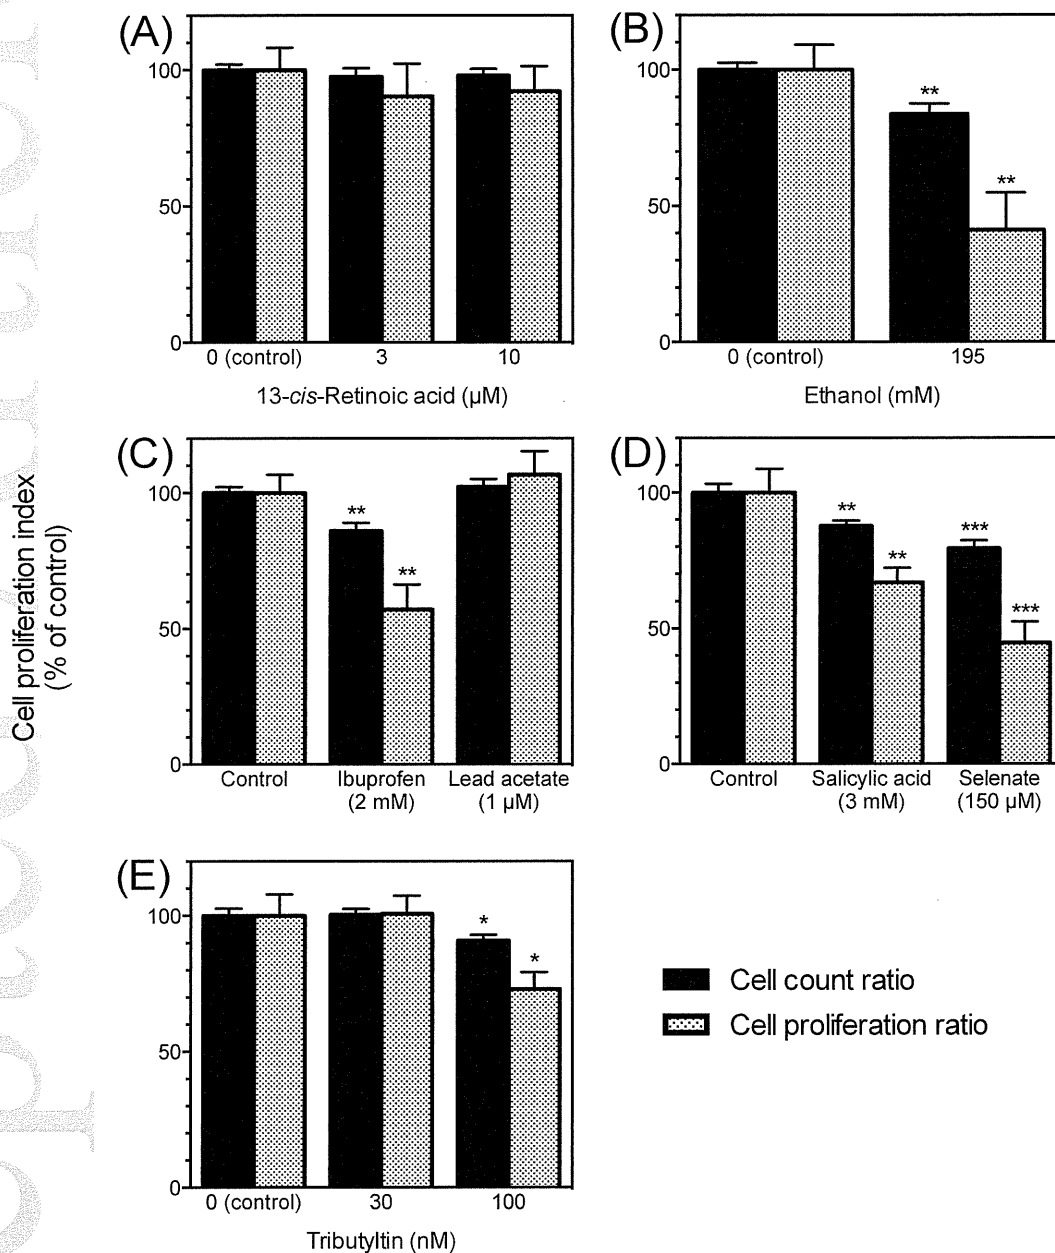 (A)
100
50
0
0 (control) 3 10
13-cis-Retinoic acid (µM)
(B)
100
50
0
** **
0 (control) 195
Ethanol (mM)
Cell proliferation index
(% of control)
(C)
100
50
0
** **
Control Ibuprofen Lead acetate
(2 mM) (1 µM)
(D)
100
50
0
** ** *** ***
Control Salicylic acid Selenate
(3 mM) (150 µM)
(E)
100
50
0
* *
0 (control) 30 100
Tributyltin (nM)
Cell count ratio
Cell proliferation ratio